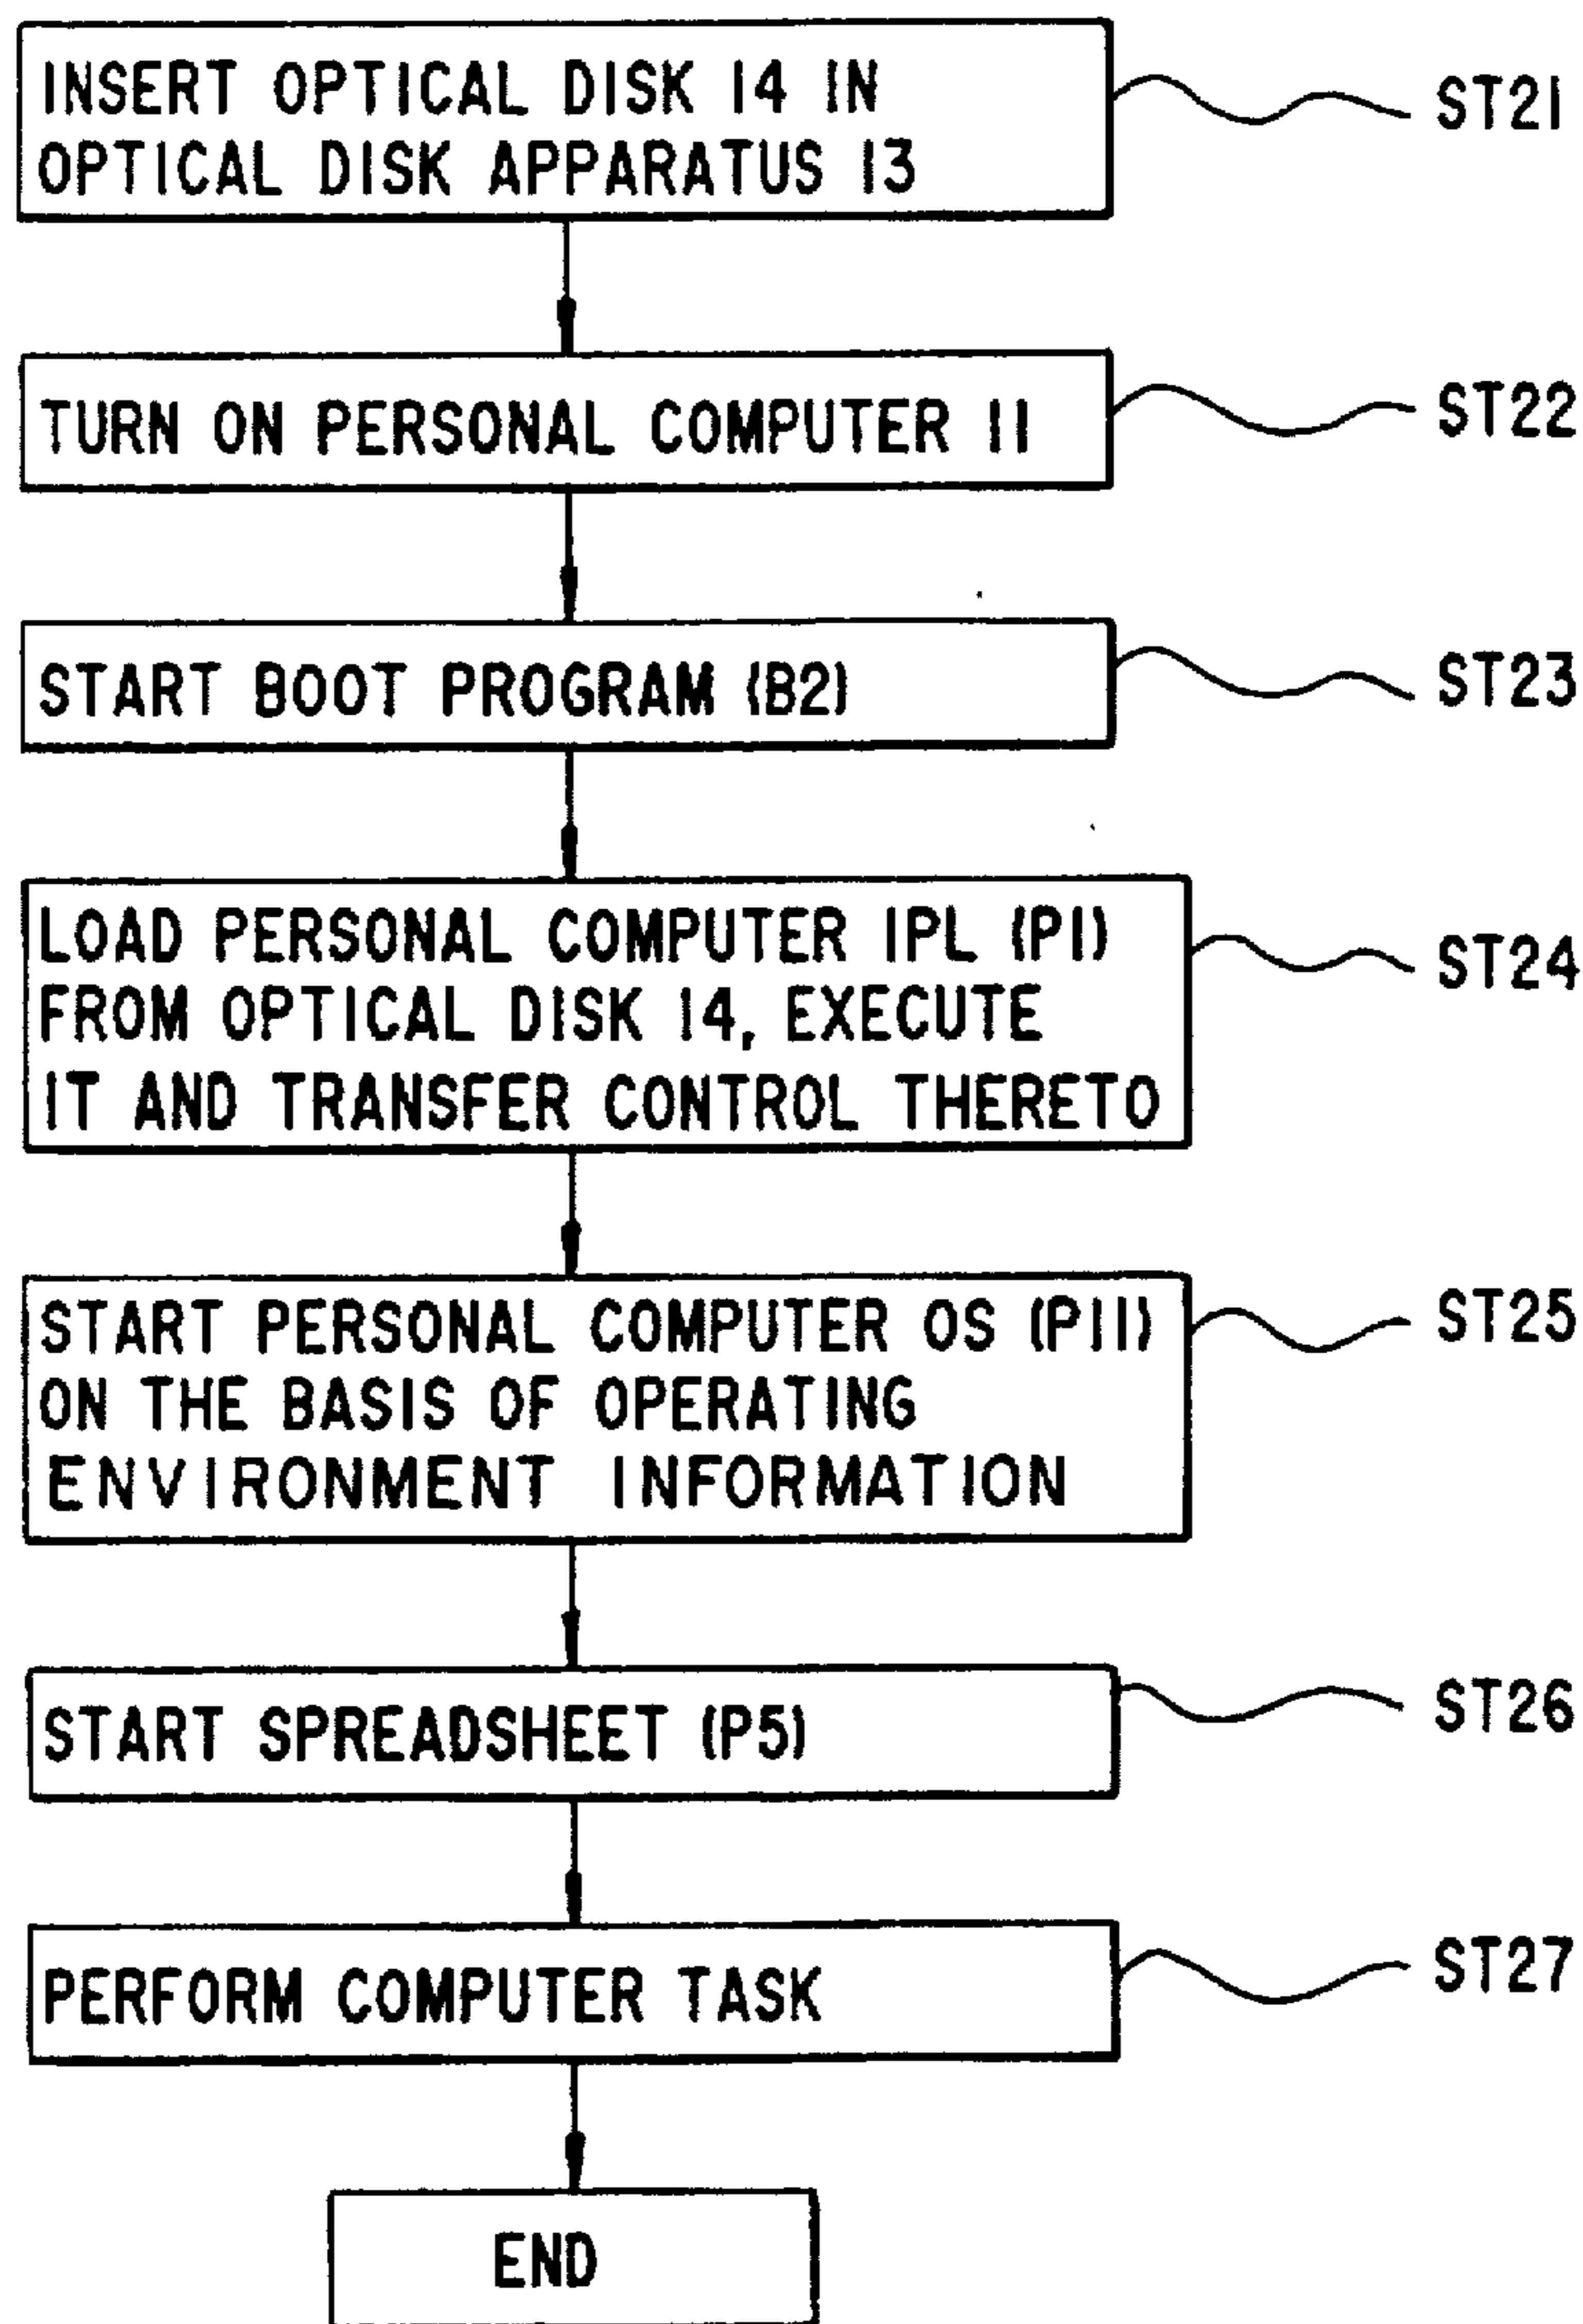 INSERT OPTICAL DISK 14 IN
OPTICAL DISK APPARATUS 13
ST21
TURN ON PERSONAL COMPUTER 11
ST22
START BOOT PROGRAM (B2)
ST23
LOAD PERSONAL COMPUTER IPL (P1)
FROM OPTICAL DISK 14, EXECUTE
IT AND TRANSFER CONTROL THERETO
ST24
START PERSONAL COMPUTER OS (P11)
ON THE BASIS OF OPERATING
ENVIRONMENT INFORMATION
ST25
START SPREADSHEET (P5)
ST26
PERFORM COMPUTER TASK
ST27
END